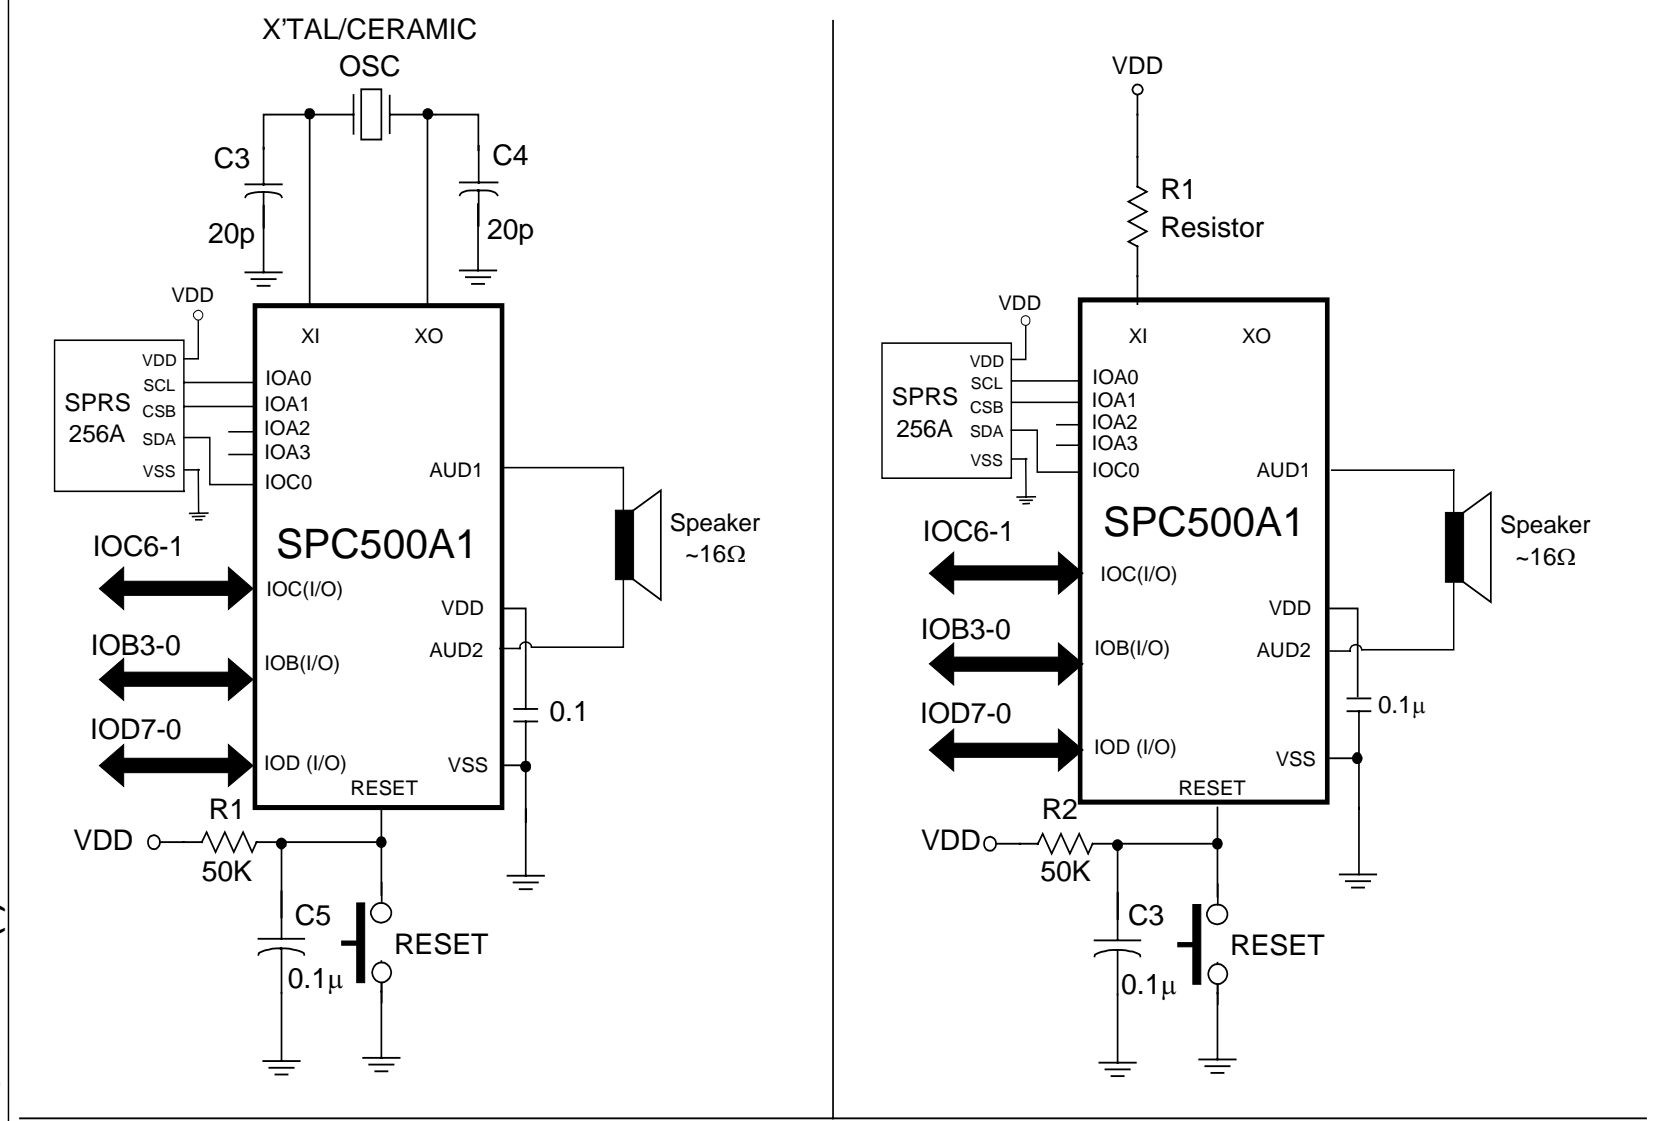 X'TAL/CERAMIC
OSC
C3
20p
C4
20p
VDD
SPRS
256A
VDD
SCL
CSB
SDA
VSS
XI
XO
IOA0
IOA1
IOA2
IOA3
IOC0
AUD1
SPC500A1
Speaker
~16Ω
IOC6-1
IOC(I/O)
VDD
IOB3-0
IOB(I/O)
AUD2
IOD7-0
IOD (I/O)
0.1
VSS
RESET
R1
VDD
50K
C5
0.1μ
RESET
VDD
R1
Resistor
VDD
SPRS
256A
VDD
SCL
CSB
SDA
VSS
XI
XO
IOA0
IOA1
IOA2
IOA3
IOC0
AUD1
SPC500A1
Speaker
~16Ω
IOC6-1
IOC(I/O)
VDD
IOB3-0
IOB(I/O)
AUD2
IOD7-0
IOD (I/O)
0.1μ
VSS
RESET
R2
VDD
50K
C3
0.1μ
RESET